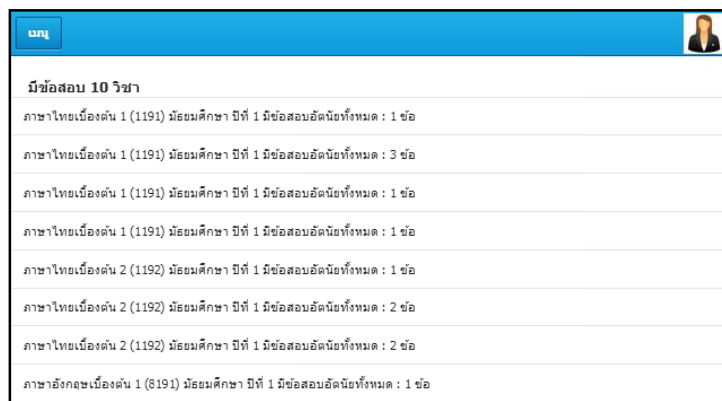 เมนู
มีข้อสอบ 10 วิชา
ภาษาไทยเบื้องต้น 1 (1191) มัธยมศึกษา ปีที่ 1 มีข้อสอบอัตนัยทั้งหมด : 1 ข้อ
ภาษาไทยเบื้องต้น 1 (1191) มัธยมศึกษา ปีที่ 1 มีข้อสอบอัตนัยทั้งหมด : 3 ข้อ
ภาษาไทยเบื้องต้น 1 (1191) มัธยมศึกษา ปีที่ 1 มีข้อสอบอัตนัยทั้งหมด : 1 ข้อ
ภาษาไทยเบื้องต้น 1 (1191) มัธยมศึกษา ปีที่ 1 มีข้อสอบอัตนัยทั้งหมด : 1 ข้อ
ภาษาไทยเบื้องต้น 2 (1192) มัธยมศึกษา ปีที่ 1 มีข้อสอบอัตนัยทั้งหมด : 1 ข้อ
ภาษาไทยเบื้องต้น 2 (1192) มัธยมศึกษา ปีที่ 1 มีข้อสอบอัตนัยทั้งหมด : 2 ข้อ
ภาษาไทยเบื้องต้น 2 (1192) มัธยมศึกษา ปีที่ 1 มีข้อสอบอัตนัยทั้งหมด : 2 ข้อ
ภาษาอังกฤษเบื้องต้น 1 (8191) มัธยมศึกษา ปีที่ 1 มีข้อสอบอัตนัยทั้งหมด : 1 ข้อ